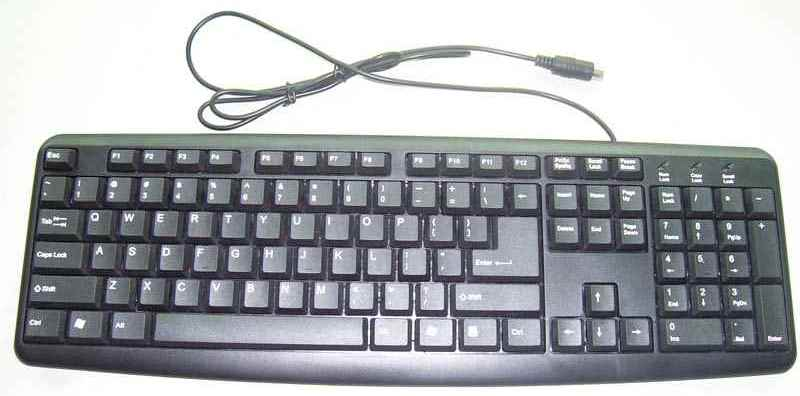 Esc F1 F2 F3 F4 F5 F6 F7 F8 F9 F10 F11 F12 PrtSc SysRq Scroll Lock Pause Break
Num Lock Caps Lock Scroll Lock
~ ! 1 @ 2 # 3 $ 4 % 5 ^ 6 & 7 * 8 ( 9 ) 0 — - + = | \ ← Insert Home Page Up Num Lock / * −
Tab Q W E R T Y U I O P { [ } ] Delete End Page Down 7 Home 8 ↑ 9 PgUp +
Caps Lock A S D F G H J K L : ; " ' Enter 4 ← 5 6 →
⇧Shift Z X C V B N M < , > . ? / ⇧Shift ↑ 1 End 2 ↓ 3 PgDn
Ctrl Alt Ctrl ← ↓ → 0 Ins . Del Enter